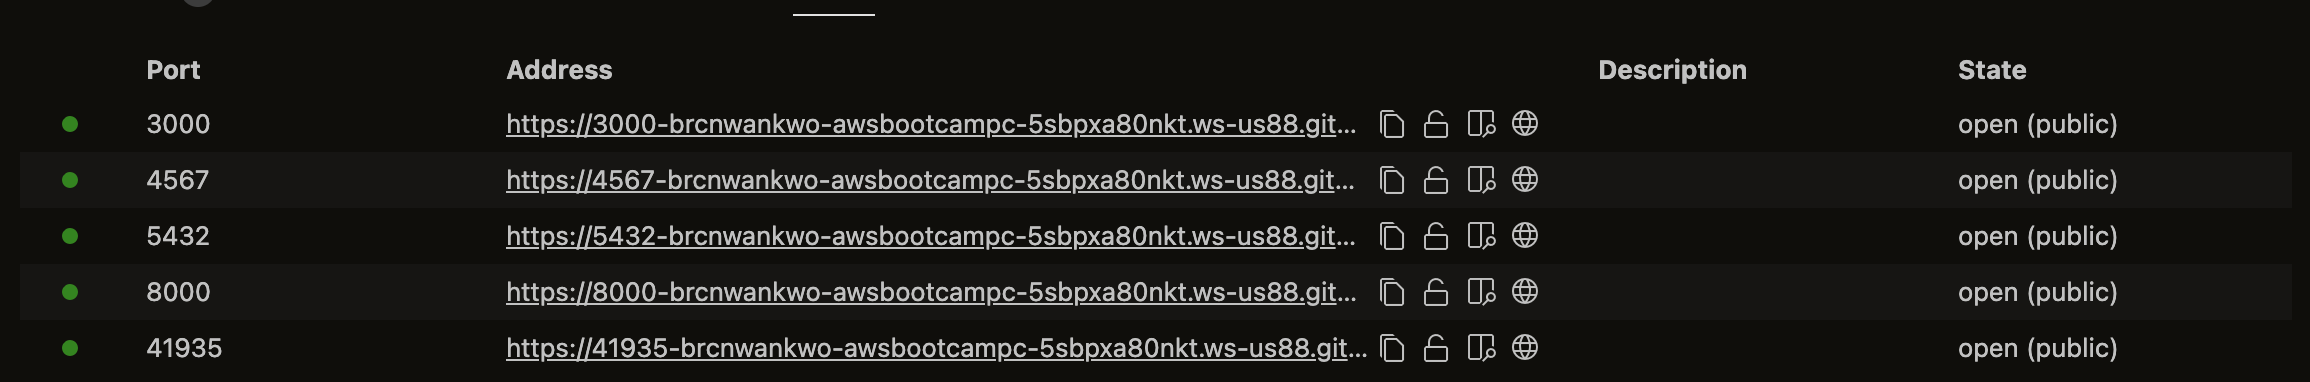 Port Address Description State
3000 https://3000-brcnwankwo-awsbootcampc-5sbpxa80nkt.ws-us88.git... open (public)
4567 https://4567-brcnwankwo-awsbootcampc-5sbpxa80nkt.ws-us88.git... open (public)
5432 https://5432-brcnwankwo-awsbootcampc-5sbpxa80nkt.ws-us88.git... open (public)
8000 https://8000-brcnwankwo-awsbootcampc-5sbpxa80nkt.ws-us88.git... open (public)
41935 https://41935-brcnwankwo-awsbootcampc-5sbpxa80nkt.ws-us88.git... open (public)